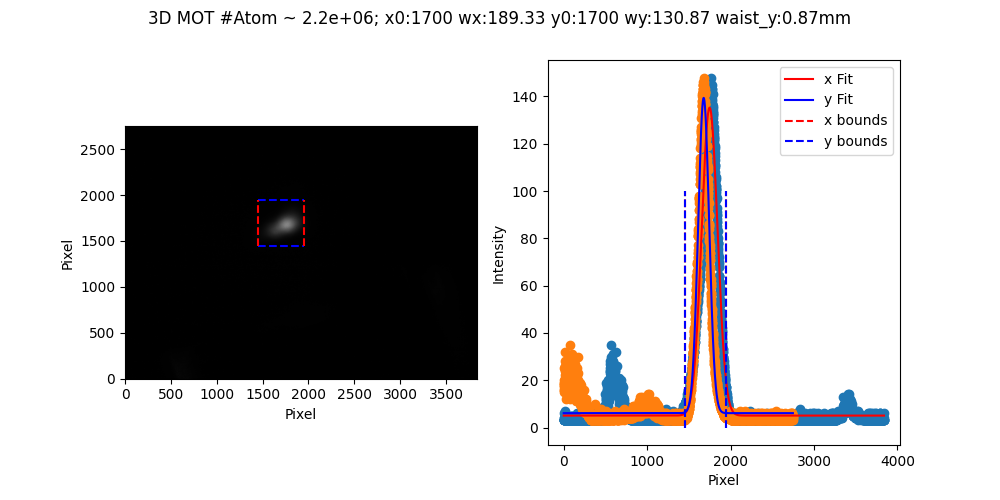 3D MOT #Atom ~ 2.2e+06; x0:1700 wx:189.33 y0:1700 wy:130.87 waist_y:0.87mm
2500
2000
1500
1000
500
0
Pixel
0 500 1000 1500 2000 2500 3000 3500
Pixel
140
120
100
80
60
40
20
0
Intensity
0 1000 2000 3000 4000
Pixel
x Fit
y Fit
x bounds
y bounds